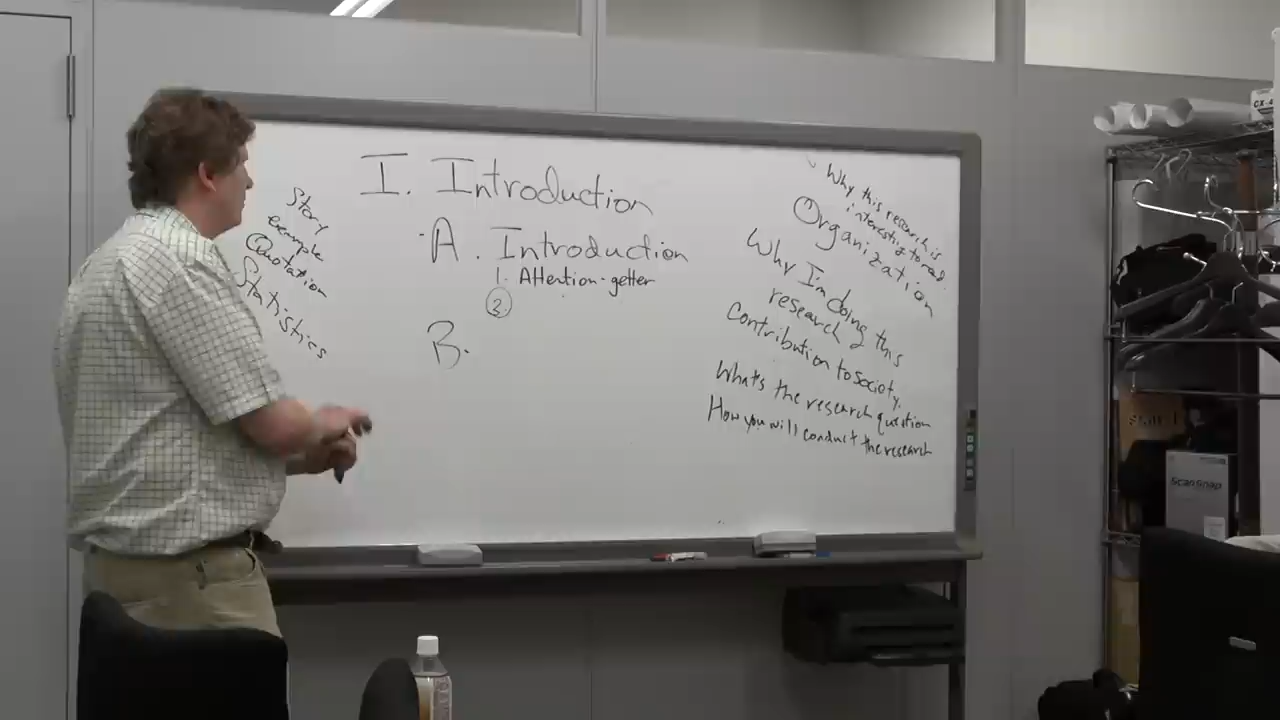 I. Introduction
A. Introduction
1. Attention-getter
2
B.
Story
example
Quotation
Statistics
Why this research is
interesting to read.
Organization
Why I'm doing this
research
Contribution to society.
What's the research question
How you will conduct the research
ScanSnap